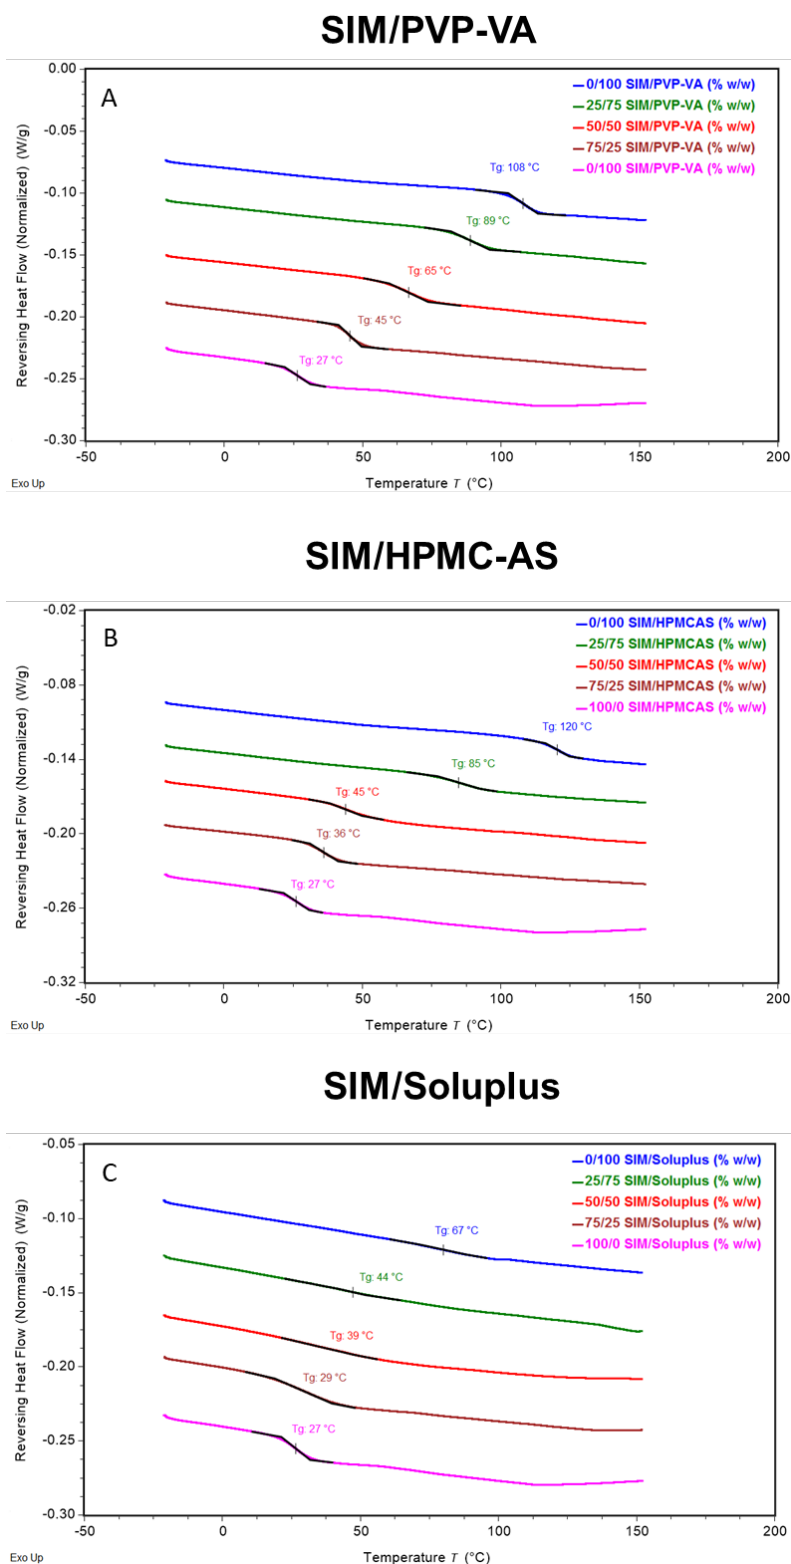 SIM/PVP-VA
0.00
A
0/100 SIM/PVP-VA (% w/w)
25/75 SIM/PVP-VA (% w/w)
50/50 SIM/PVP-VA (% w/w)
75/25 SIM/PVP-VA (% w/w)
0/100 SIM/PVP-VA (% w/w)
-0.05
-0.10
-0.15
-0.20
-0.25
-0.30
Reversing Heat Flow (Normalized) (W/g)
Tg: 108 °C
Tg: 89 °C
Tg: 65 °C
Tg: 45 °C
Tg: 27 °C
-50 0 50 100 150 200
Exo Up
Temperature T (°C)
SIM/HPMC-AS
-0.02
B
0/100 SIM/HPMCAS (% w/w)
25/75 SIM/HPMCAS (% w/w)
50/50 SIM/HPMCAS (% w/w)
75/25 SIM/HPMCAS (% w/w)
100/0 SIM/HPMCAS (% w/w)
-0.08
-0.14
-0.20
-0.26
-0.32
Reversing Heat Flow (Normalized) (W/g)
Tg: 120 °C
Tg: 85 °C
Tg: 45 °C
Tg: 36 °C
Tg: 27 °C
-50 0 50 100 150 200
Exo Up
Temperature T (°C)
SIM/Soluplus
-0.05
C
0/100 SIM/Soluplus (% w/w)
25/75 SIM/Soluplus (% w/w)
50/50 SIM/Soluplus (% w/w)
75/25 SIM/Soluplus (% w/w)
100/0 SIM/Soluplus (% w/w)
-0.10
-0.15
-0.20
-0.25
-0.30
Reversing Heat Flow (Normalized) (W/g)
Tg: 67 °C
Tg: 44 °C
Tg: 39 °C
Tg: 29 °C
Tg: 27 °C
-50 0 50 100 150 200
Exo Up
Temperature T (°C)